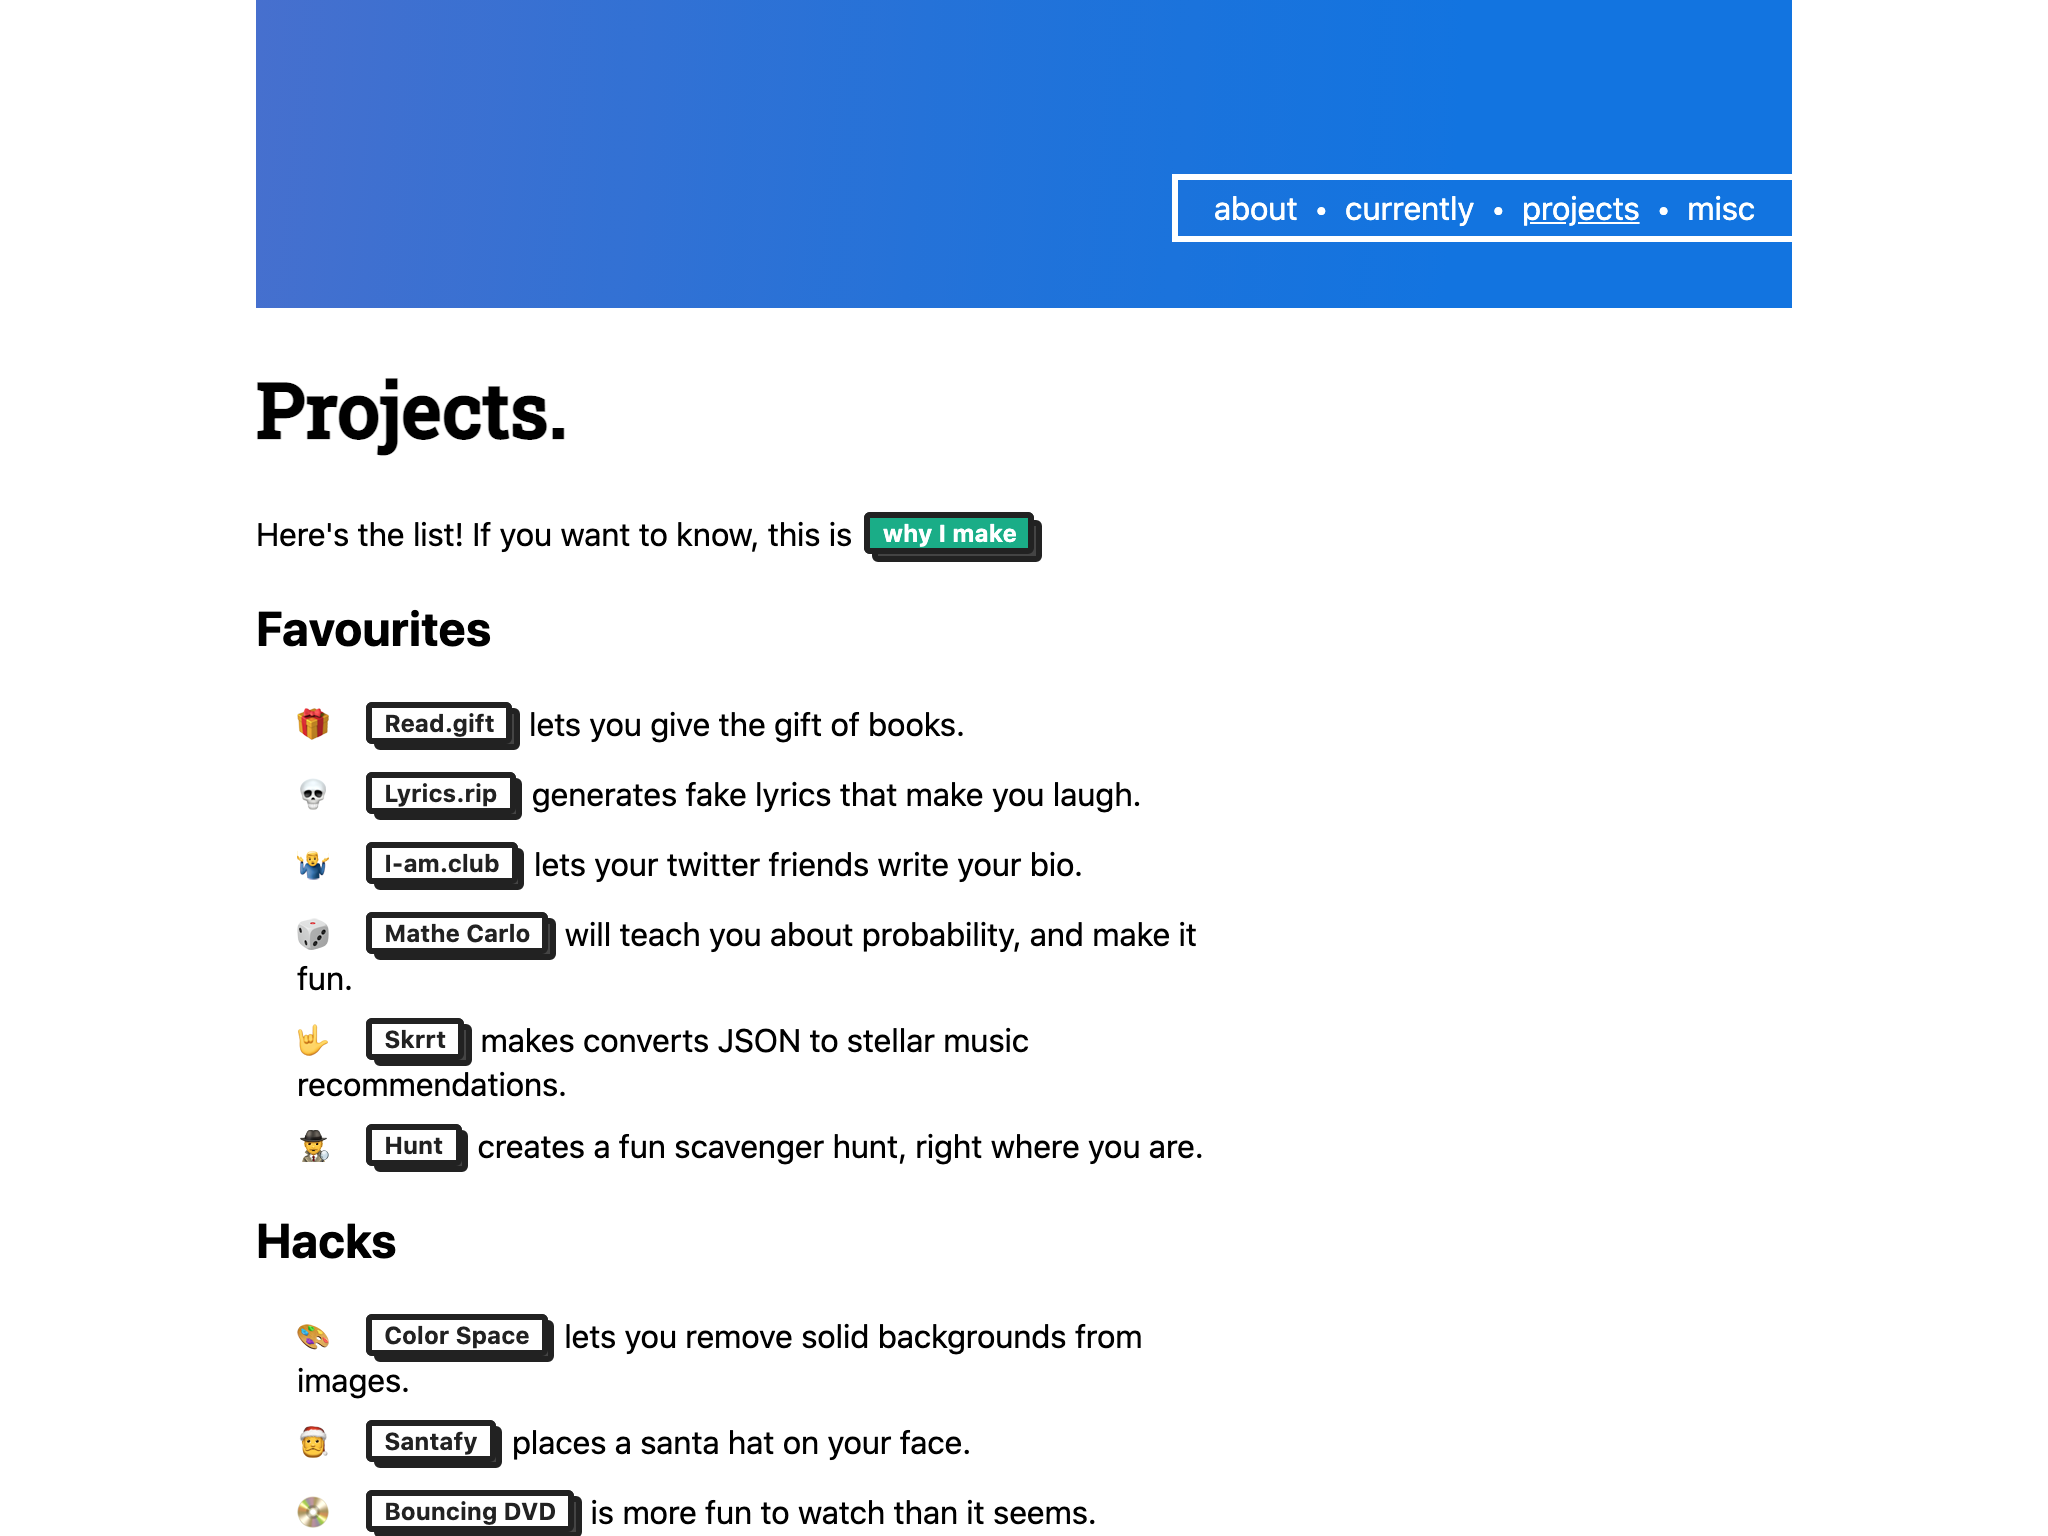 about • currently • projects • misc
Projects.
Here's the list! If you want to know, this is why I make
Favourites
Read.gift lets you give the gift of books.
Lyrics.rip generates fake lyrics that make you laugh.
I-am.club lets your twitter friends write your bio.
Mathe Carlo will teach you about probability, and make it
fun.
Skrrt makes converts JSON to stellar music
recommendations.
Hunt creates a fun scavenger hunt, right where you are.
Hacks
Color Space lets you remove solid backgrounds from
images.
Santafy places a santa hat on your face.
Bouncing DVD is more fun to watch than it seems.